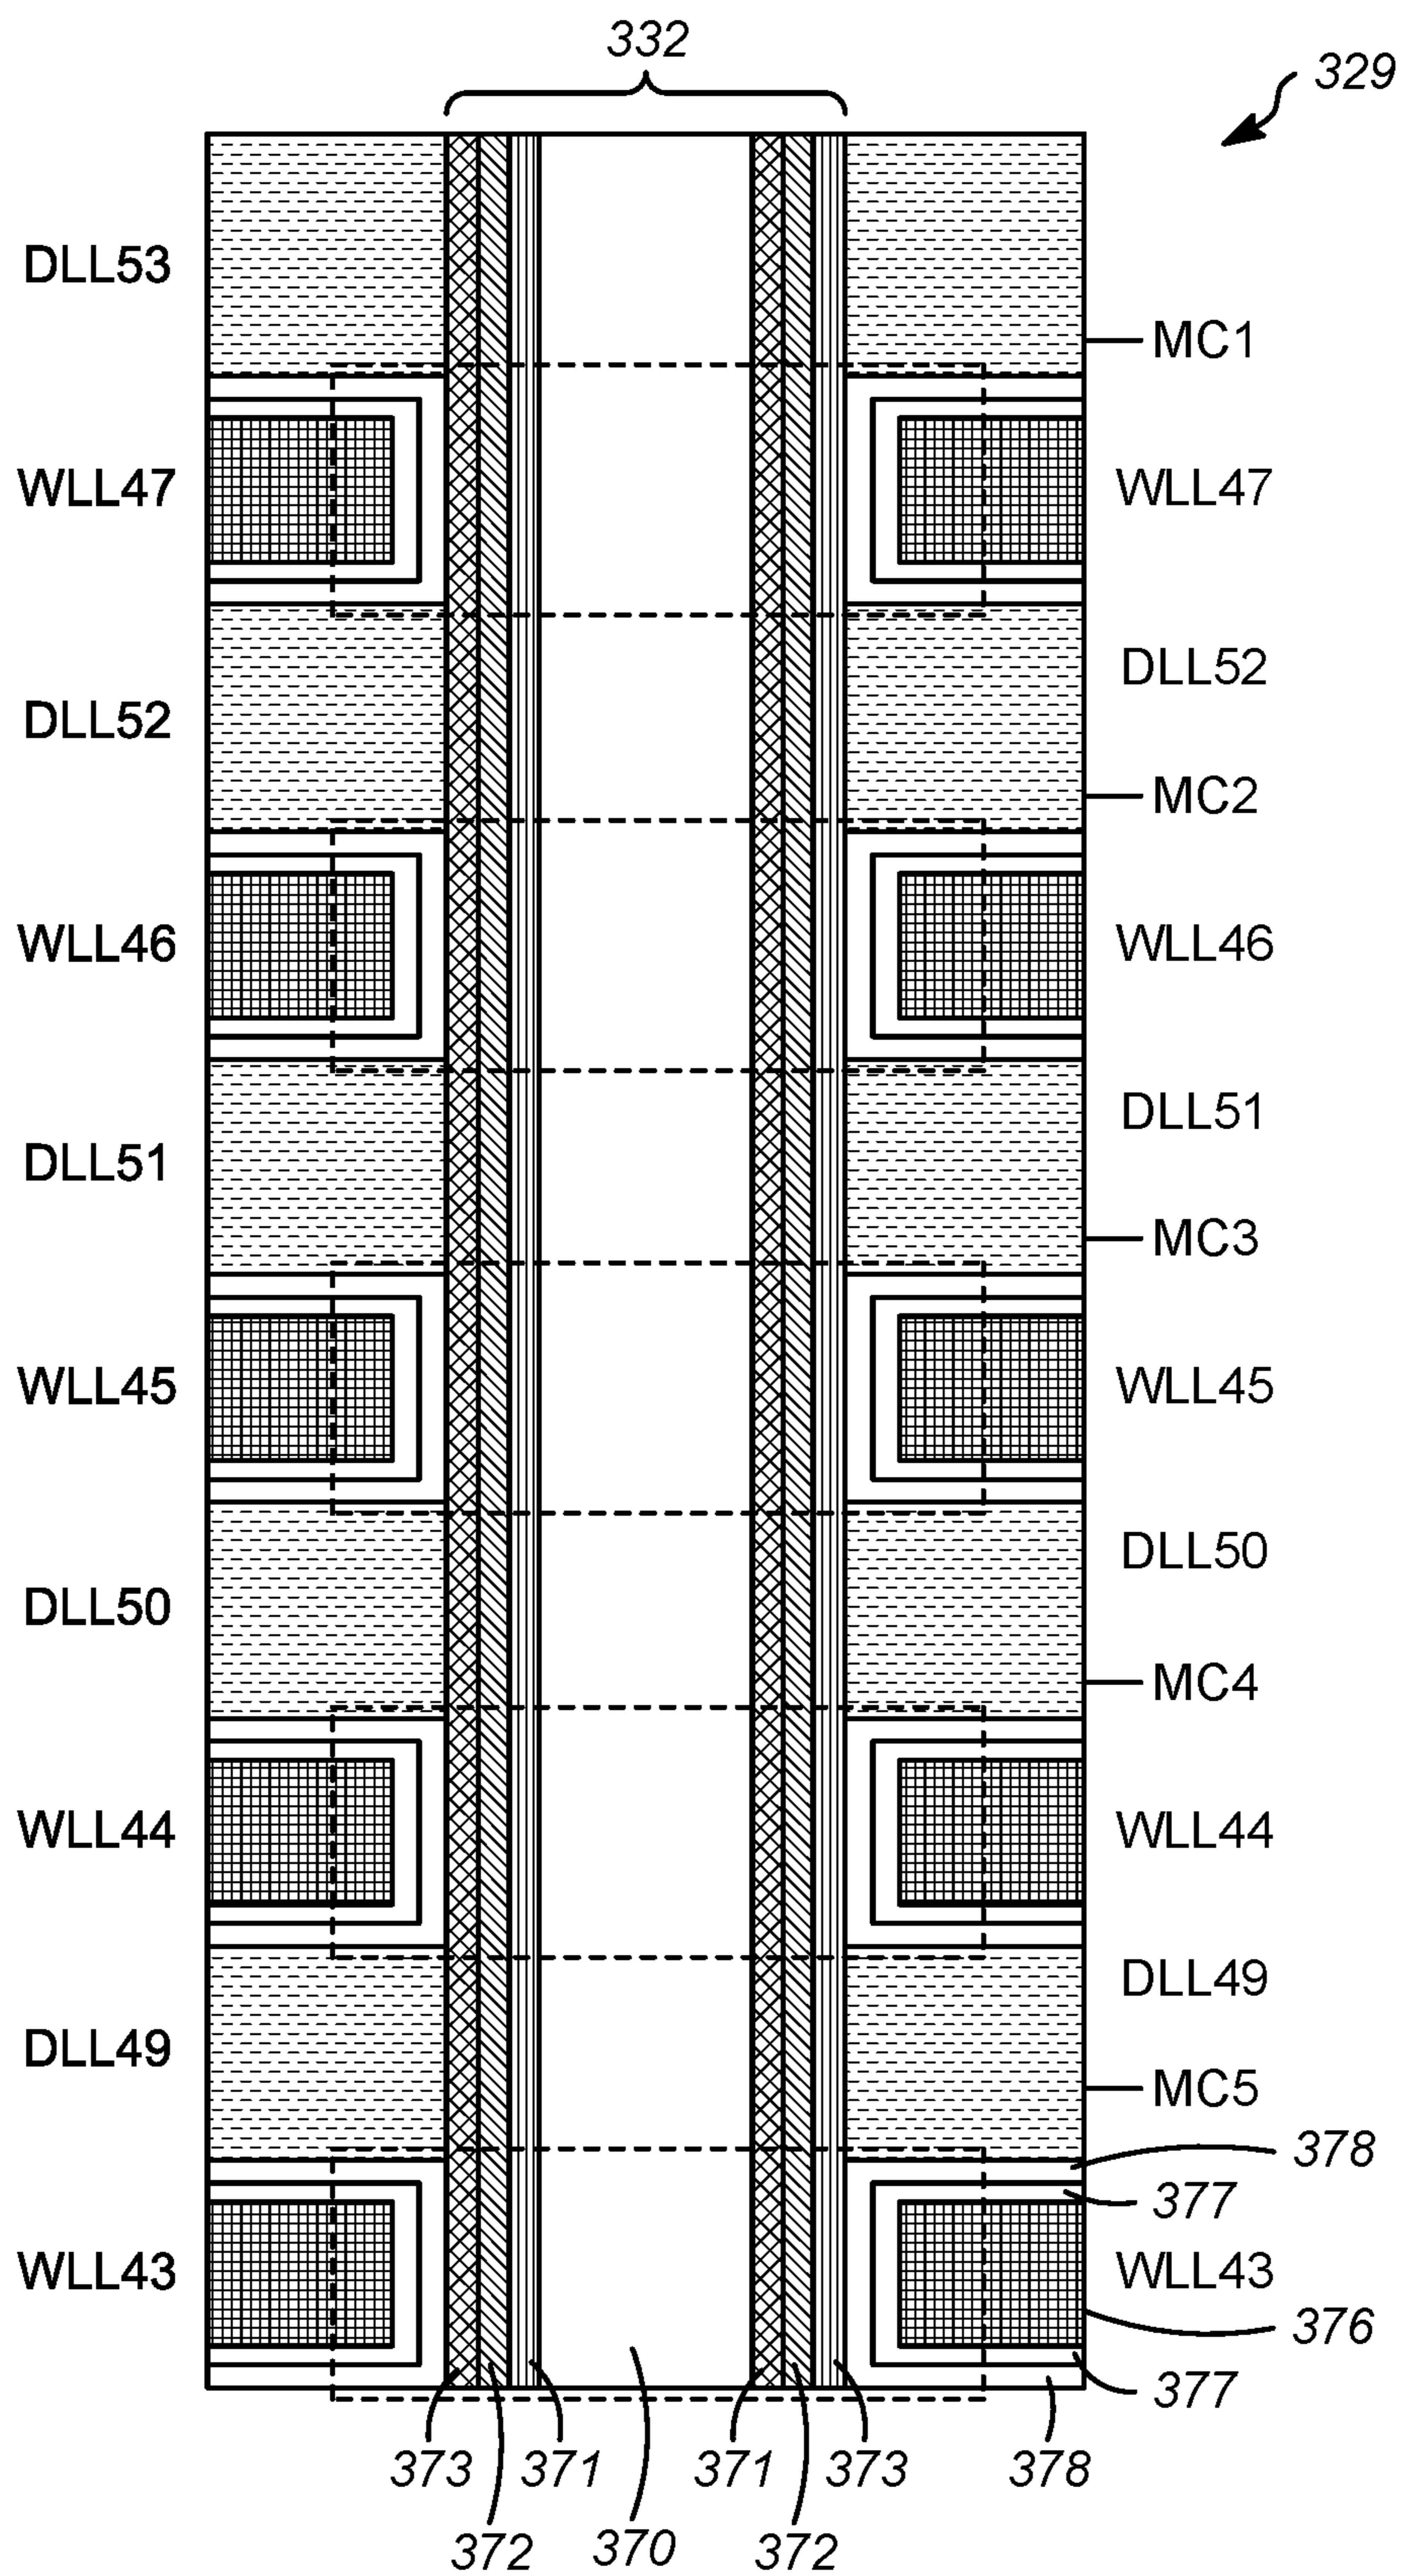 332
329
DLL53
MC1
WLL47 WLL47
DLL52
DLL52
MC2
WLL46 WLL46
DLL51
DLL51
MC3
WLL45 WLL45
DLL50
DLL50
MC4
WLL44 WLL44
DLL49
DLL49
MC5
378
377
WLL43 WLL43
376
377
373 371 371 373 378
372 370 372